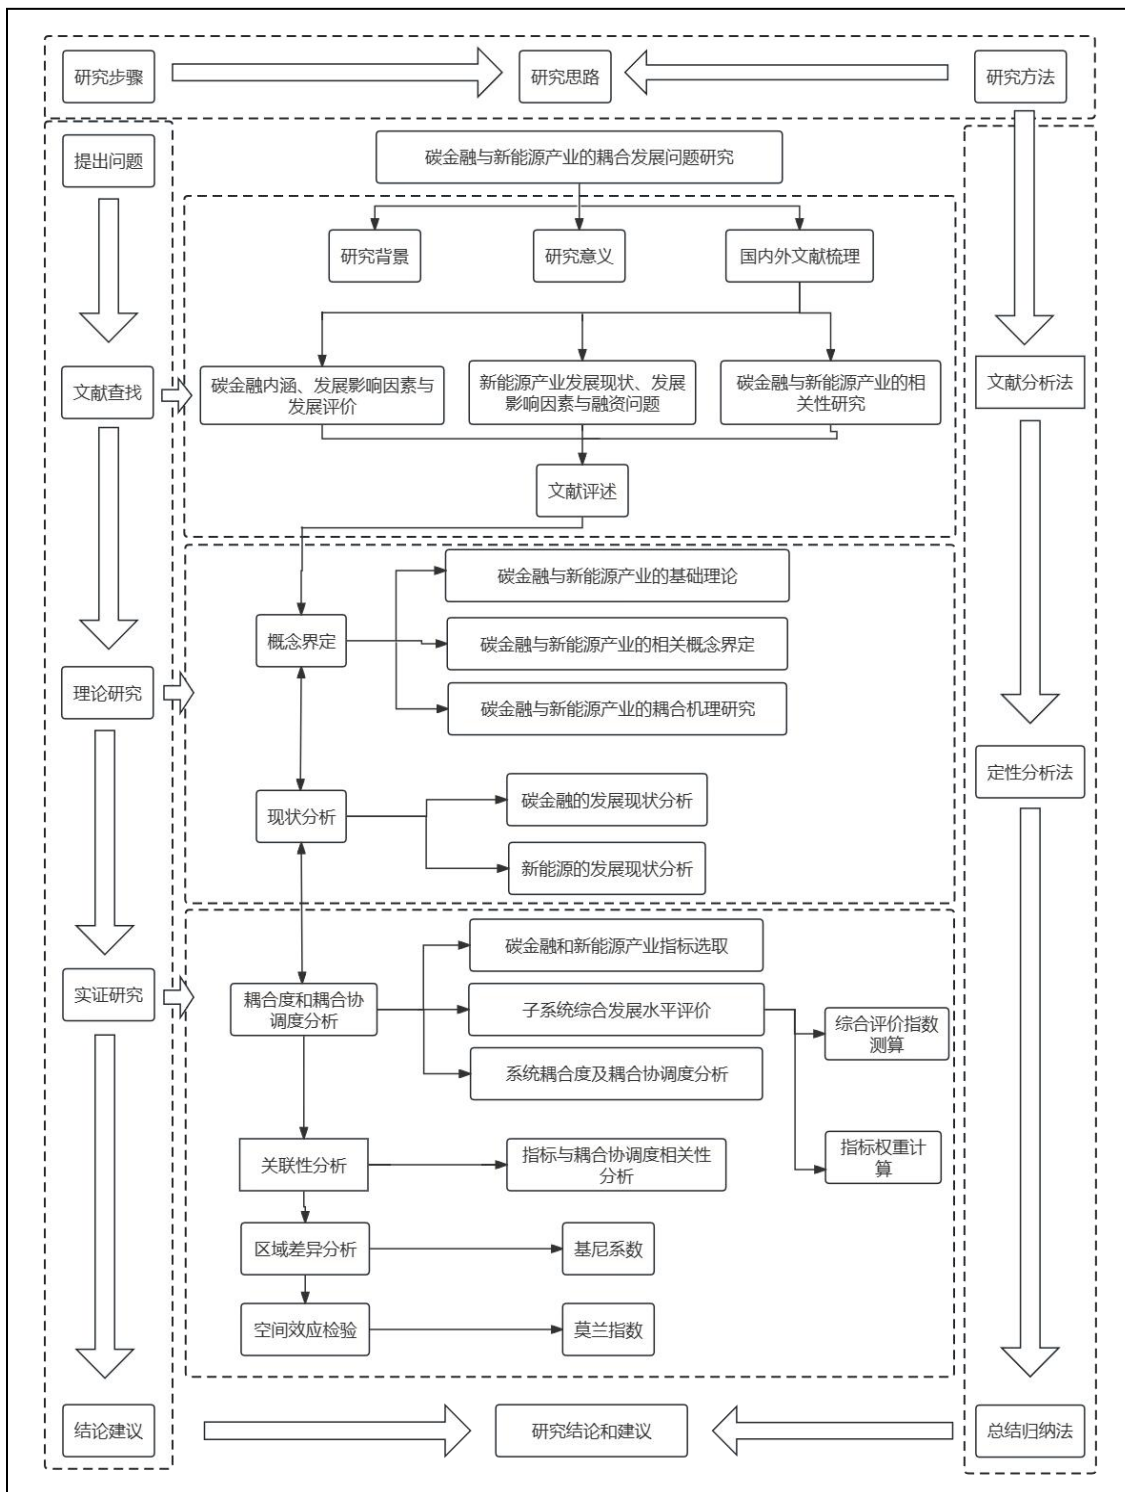 研究步骤
研究思路
研究方法
提出问题
碳金融与新能源产业的耦合发展问题研究
研究背景
研究意义
国内外文献梳理
文献查找
碳金融内涵、发展影响因素与
发展评价
新能源产业发展现状、发展
影响因素与融资问题
碳金融与新能源产业的相
关性研究
文献分析法
文献评述
碳金融与新能源产业的基础理论
概念界定
碳金融与新能源产业的相关概念界定
理论研究
碳金融与新能源产业的耦合机理研究
定性分析法
现状分析
碳金融的发展现状分析
新能源的发展现状分析
碳金融和新能源产业指标选取
实证研究
耦合度和耦合协
调度分析
子系统综合发展水平评价
综合评价指数
测算
系统耦合度及耦合协调度分析
关联性分析
指标与耦合协调度相关性
分析
指标权重计
算
区域差异分析
基尼系数
空间效应检验
莫兰指数
结论建议
研究结论和建议
总结归纳法